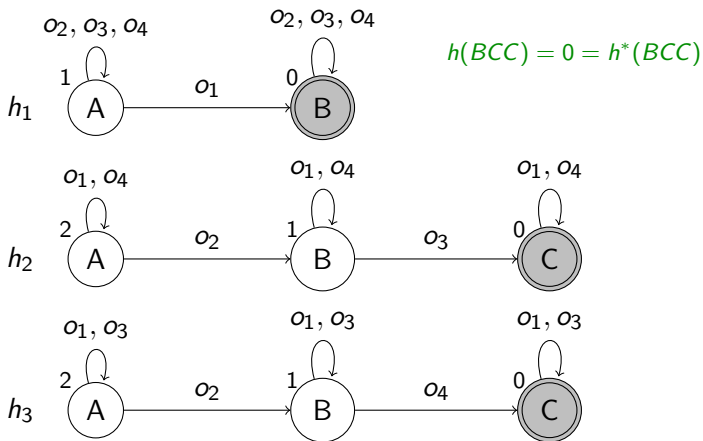 o₂, o₃, o₄ o₂, o₃, o₄
h(BCC) = 0 = h*(BCC)
1 0
h₁ A o₁ B
o₁, o₄ o₁, o₄ o₁, o₄
2 1 0
h₂ A o₂ B o₃ C
o₁, o₃ o₁, o₃ o₁, o₃
2 1 0
h₃ A o₂ B o₄ C